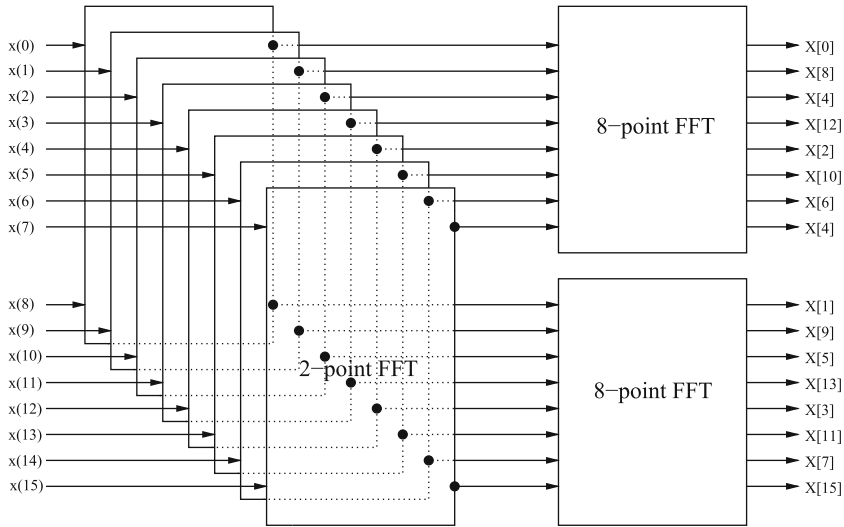 x(0)
x(1)
x(2)
x(3)
x(4)
x(5)
x(6)
x(7)
x(8)
x(9)
x(10)
x(11)
x(12)
x(13)
x(14)
x(15)
2−point FFT
8−point FFT
8−point FFT
X[0]
X[8]
X[4]
X[12]
X[2]
X[10]
X[6]
X[4]
X[1]
X[9]
X[5]
X[13]
X[3]
X[11]
X[7]
X[15]